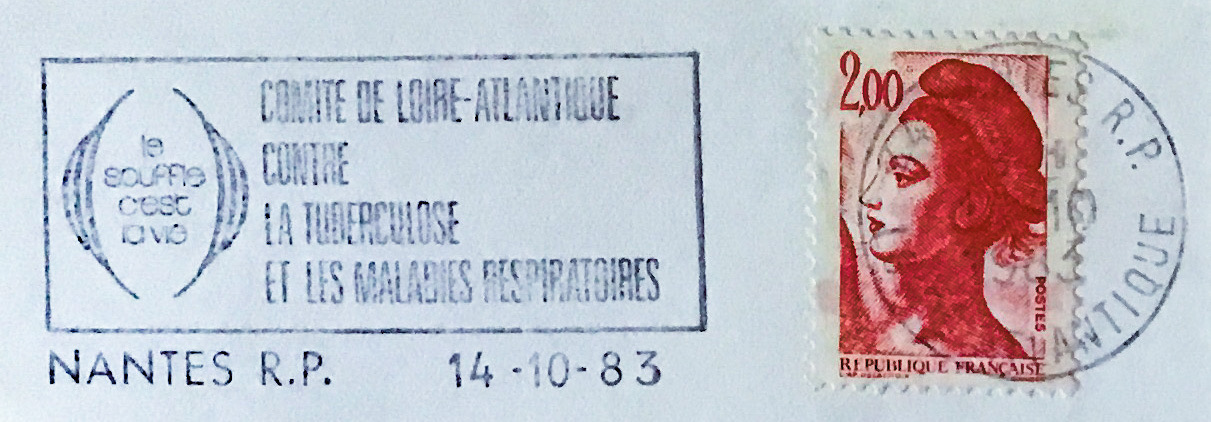 le
souffle
c'est
la vie
COMITE DE LOIRE-ATLANTIQUE
CONTRE
LA TUBERCULOSE
ET LES MALADIES RESPIRATOIRES
NANTES R.P. 14-10-83
2,00
POSTES
REPUBLIQUE FRANÇAISE
TES R.P.
ANTIQUE